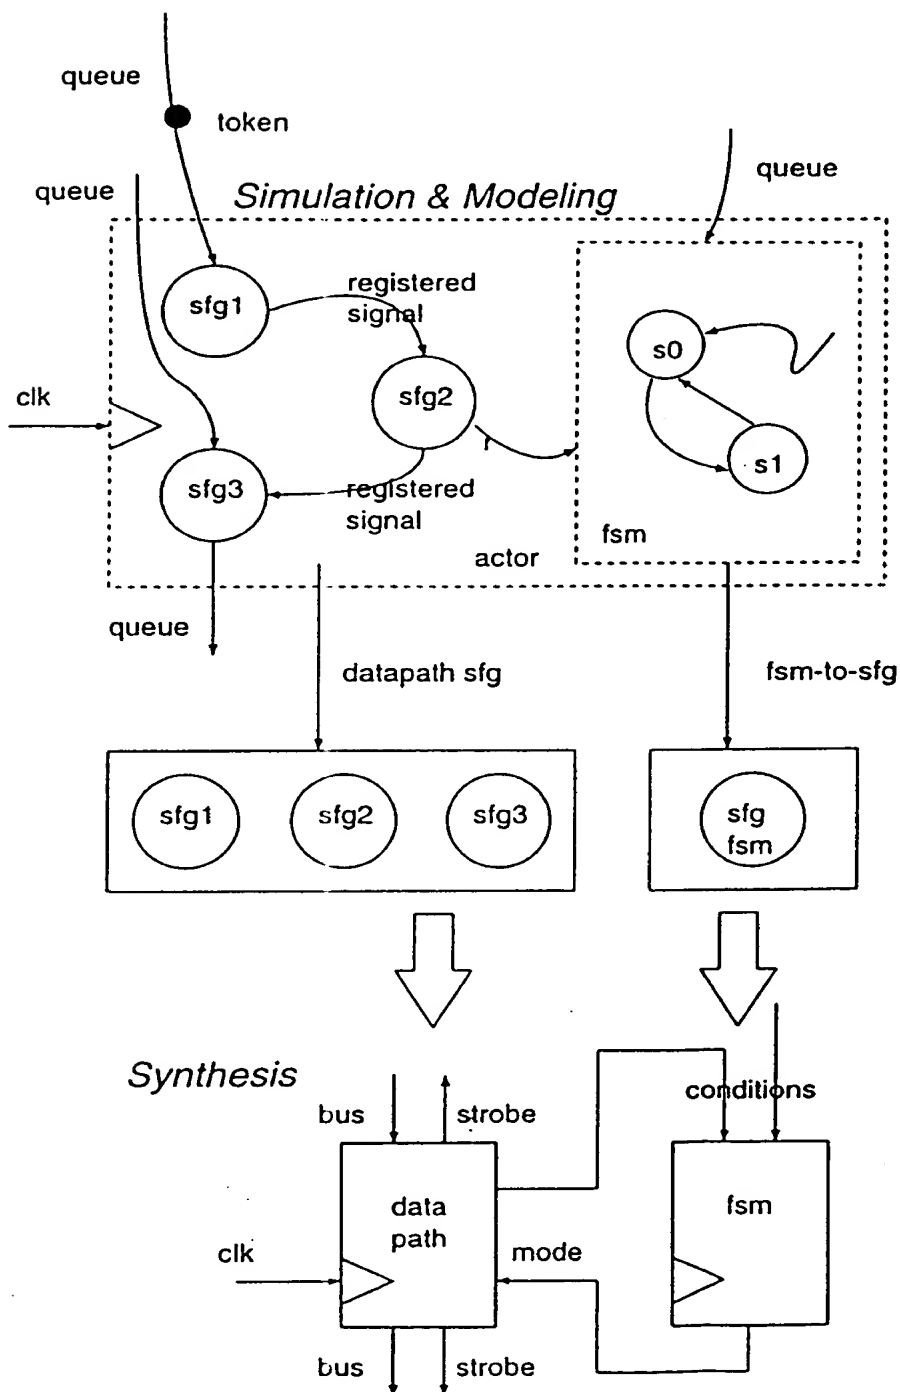 queue
token
queue
queue
Simulation & Modeling
registered
signal
sfg1
s0
clk
sfg2
r
s1
sfg3
registered
signal
fsm
actor
queue
datapath sfg
fsm-to-sfg
sfg1
sfg2
sfg3
sfg
fsm
Synthesis
conditions
bus
strobe
data
path
fsm
clk
mode
bus
strobe